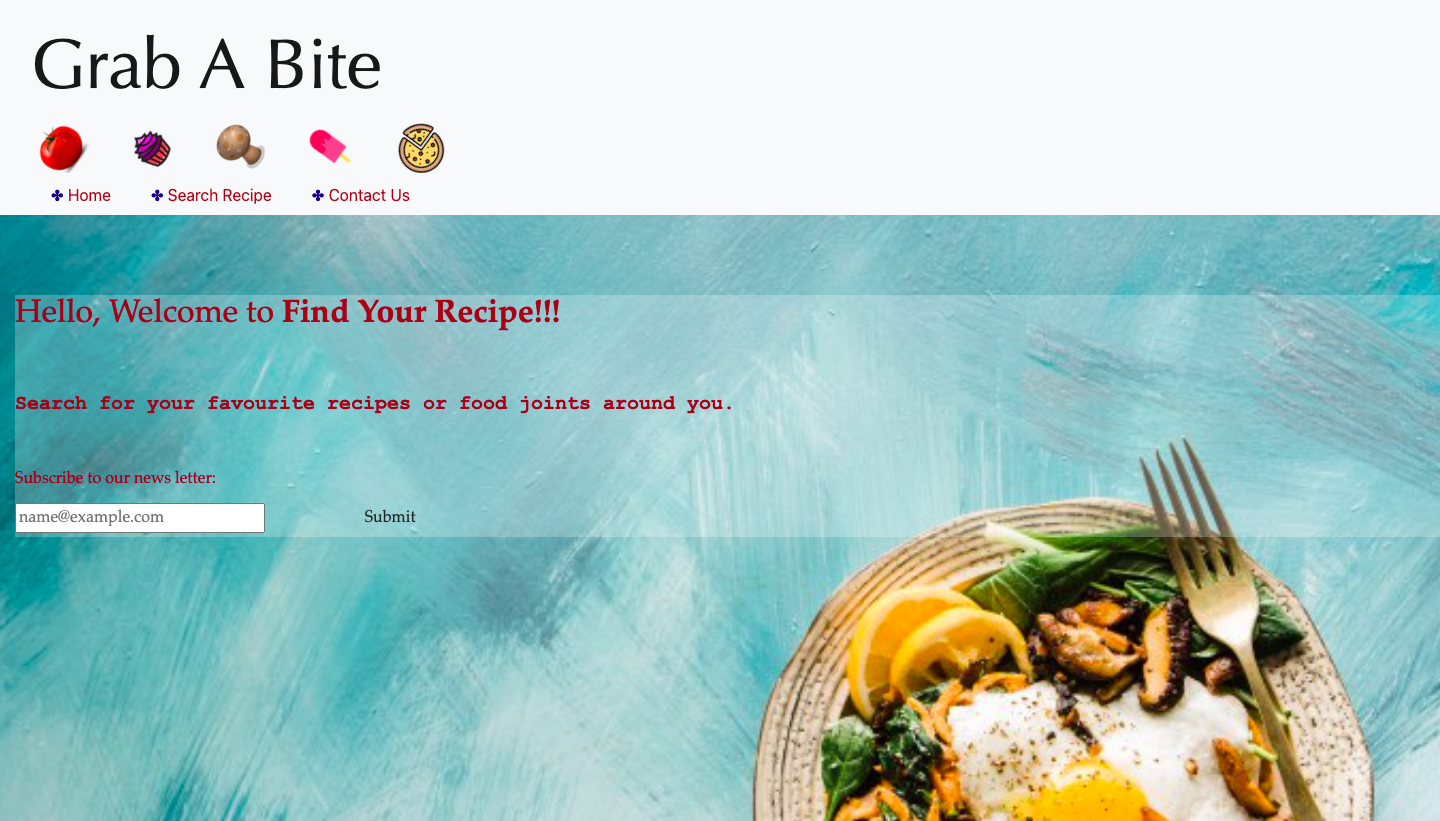 Grab A Bite
✤ Home ✤ Search Recipe ✤ Contact Us
Hello, Welcome to Find Your Recipe!!!
Search for your favourite recipes or food joints around you.
Subscribe to our news letter:
name@example.com Submit